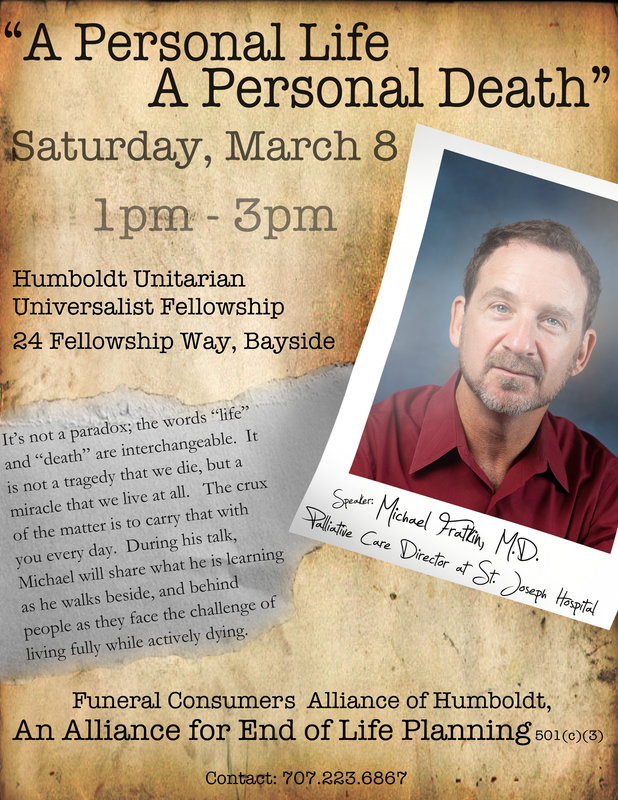 “A Personal Life
A Personal Death”
Saturday, March 8
1pm - 3pm
Humboldt Unitarian
Universalist Fellowship
24 Fellowship Way, Bayside
It’s not a paradox; the words “life”
and “death” are interchangeable.  It
is not a tragedy that we die, but a
miracle that we live at all.   The crux
of the matter is to carry that with
you every day.  During his talk,
Michael will share what he is learning
as he walks beside, and behind
people as they face the challenge of
living fully while actively dying.
Speaker: Michael Fratkin, M.D.
Palliative Care Director at St. Joseph Hospital
Funeral Consumers  Alliance of Humboldt,
An Alliance for End of Life Planning 501(c)(3)
Contact: 707.223.6867